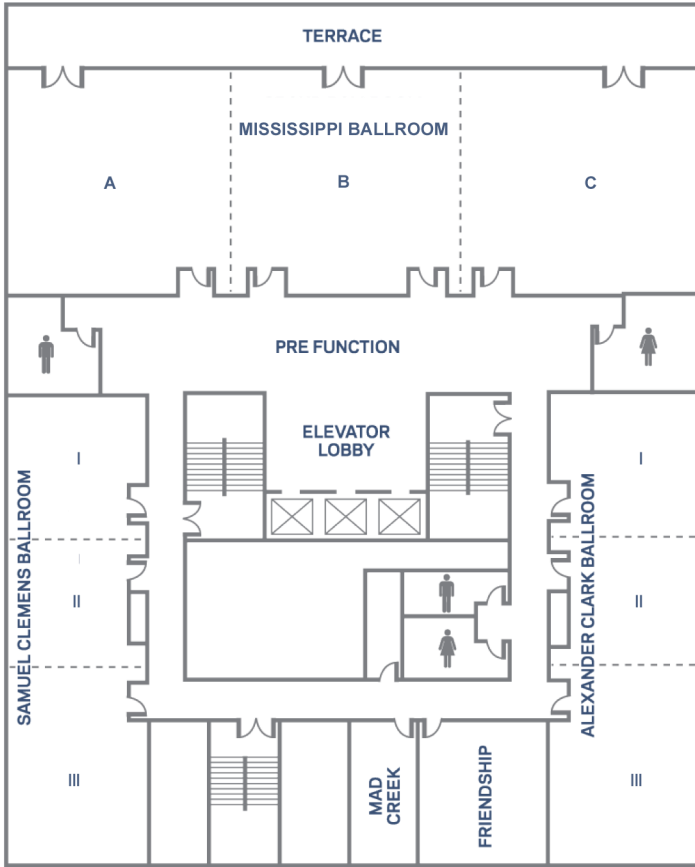 TERRACE
MISSISSIPPI BALLROOM
A
B
C
PRE FUNCTION
ELEVATOR
LOBBY
SAMUEL CLEMENS BALLROOM
I
II
III
ALEXANDER CLARK BALLROOM
I
II
III
MAD
CREEK
FRIENDSHIP